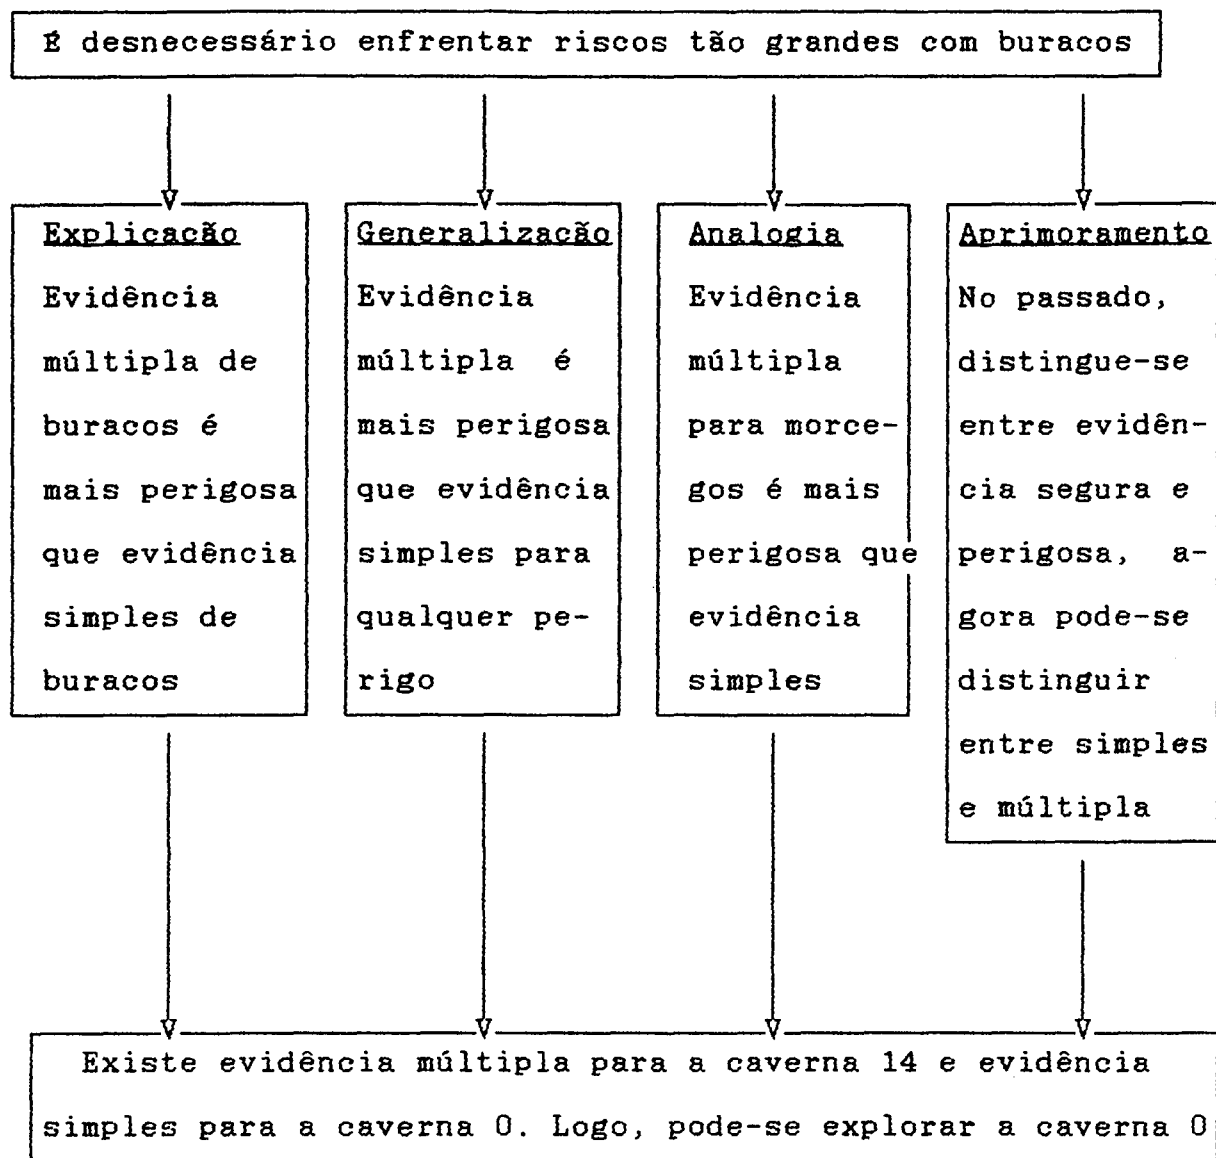 É desnecessário enfrentar riscos tão grandes com buracos
Explicação
Evidência
múltipla de
buracos é
mais perigosa
que evidência
simples de
buracos
Generalização
Evidência
múltipla é
mais perigosa
que evidência
simples para
qualquer pe-
rigo
Analogia
Evidência
múltipla
para morce-
gos é mais
perigosa que
evidência
simples
Aprimoramento
No passado,
distingue-se
entre evidên-
cia segura e
perigosa, a-
gora pode-se
distinguir
entre simples
e múltipla
Existe evidência múltipla para a caverna 14 e evidência
simples para a caverna 0. Logo, pode-se explorar a caverna 0